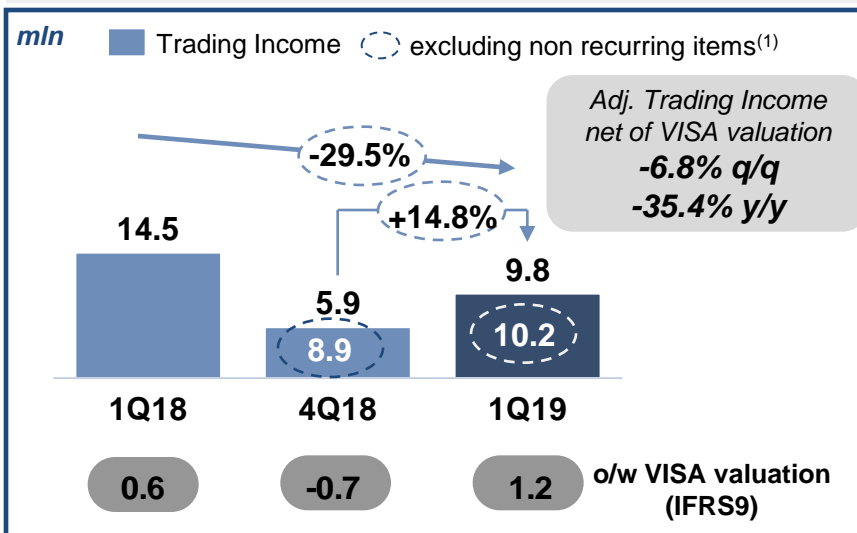 mln
Trading Income
excluding non recurring items(1)
Adj. Trading Income
net of VISA valuation
-6.8% q/q
-35.4% y/y
-29.5%
+14.8%
14.5
5.9
8.9
9.8
10.2
1Q18
4Q18
1Q19
0.6
-0.7
1.2
o/w VISA valuation
(IFRS9)